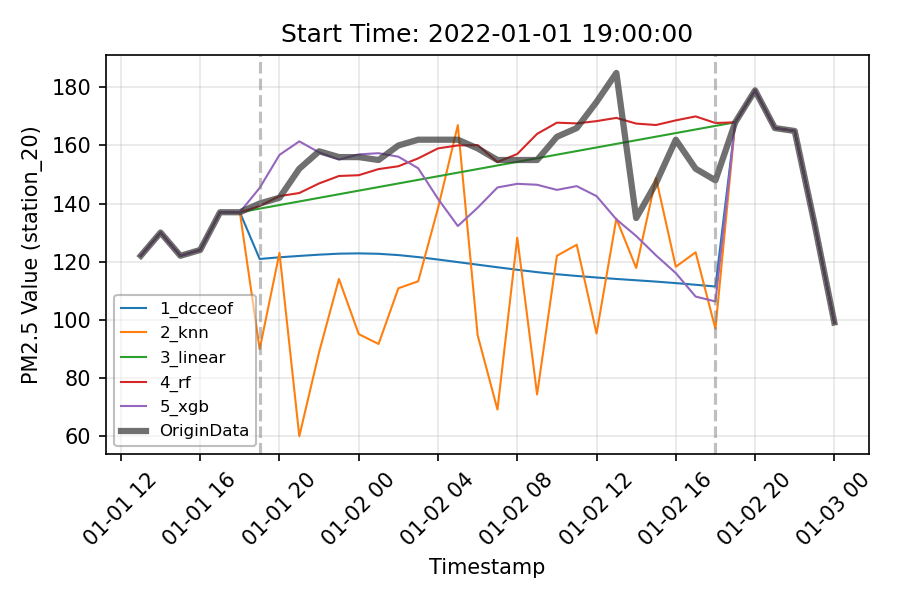 Start Time: 2022-01-01 19:00:00
PM2.5 Value (station_20)
180
160
140
120
100
80
60
1_dcceof
2_knn
3_linear
4_rf
5_xgb
OriginData
01-01 12
01-01 16
01-01 20
01-02 00
01-02 04
01-02 08
01-02 12
01-02 16
01-02 20
01-03 00
Timestamp